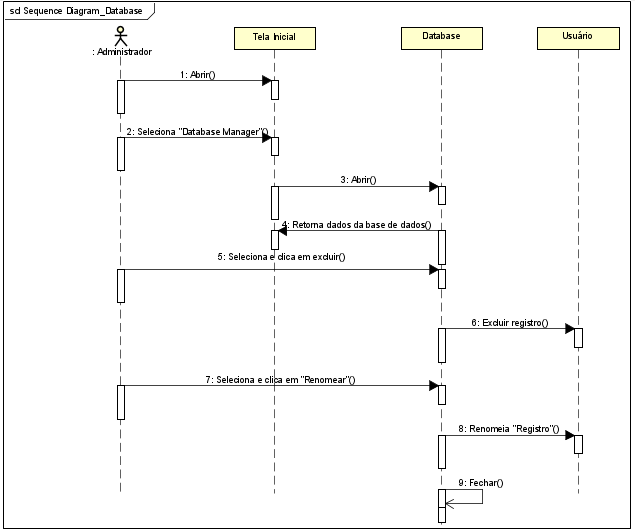 sd Sequence Diagram_Database
: Administrador
Tela Inicial
Database
Usuário
1: Abrir()
2: Seleciona "Database Manager"()
3: Abrir()
4: Retorna dados da base de dados()
5: Seleciona e clica em excluir()
6: Excluir registro()
7: Seleciona e clica em "Renomear"()
8: Renomeia "Registro"()
9: Fechar()